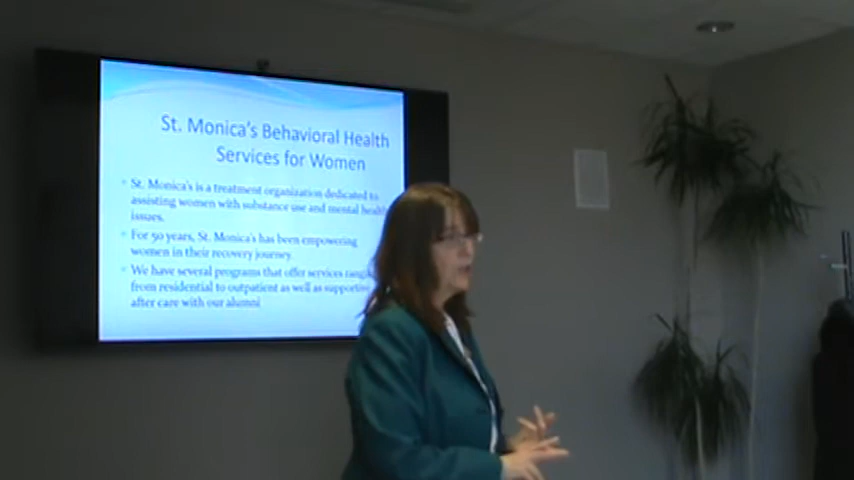 St. Monica's Behavioral Health
Services for Women
St. Monica's is a treatment organization dedicated to
assisting women with substance use and mental health
issues.
For 50 years, St. Monica's has been empowering
women in their recovery journey.
We have several programs that offer services
from residential to outpatient as well as supportive
after care with our alumni